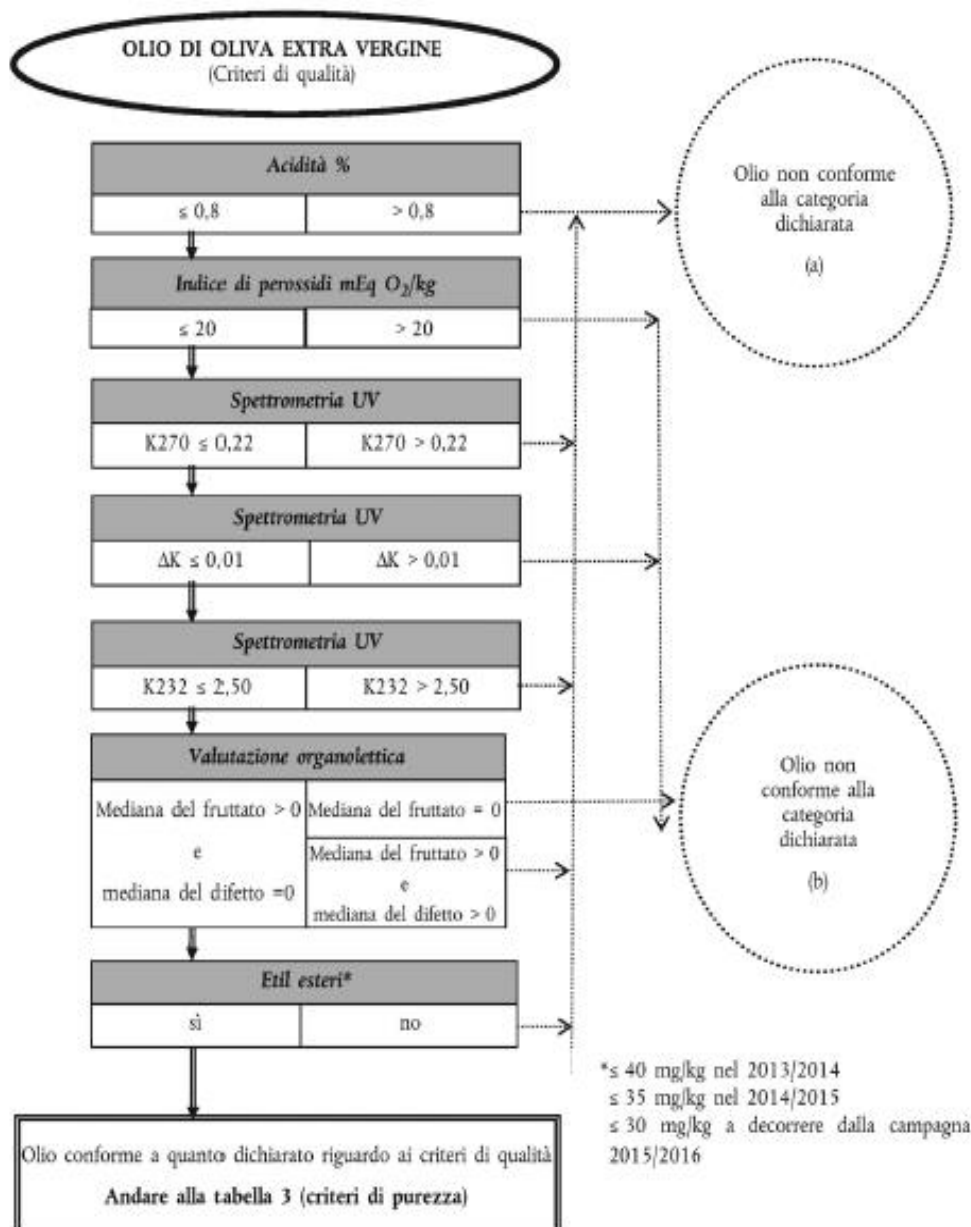 OLIO DI OLIVA EXTRA VERGINE
(Criteri di qualità)
Acidità %
≤ 0,8
> 0,8
Olio non conforme
alla categoria
dichiarata
(a)
Indice di perossidi mEq O₂/kg
≤ 20
> 20
Spettrometria UV
K270 ≤ 0,22
K270 > 0,22
Spettrometria UV
ΔK ≤ 0,01
ΔK > 0,01
Spettrometria UV
K232 ≤ 2,50
K232 > 2,50
Valutazione organolettica
Mediana del fruttato > 0
e
mediana del difetto =0
Mediana del fruttato = 0
Mediana del fruttato > 0
e
mediana del difetto > 0
Olio non
conforme alla
categoria
dichiarata
(b)
Etil esteri*
sì
no
*≤ 40 mg/kg nel 2013/2014
≤ 35 mg/kg nel 2014/2015
≤ 30 mg/kg a decorrere dalla campagna
2015/2016
Olio conforme a quanto dichiarato riguardo ai criteri di qualità
Andare alla tabella 3 (criteri di purezza)